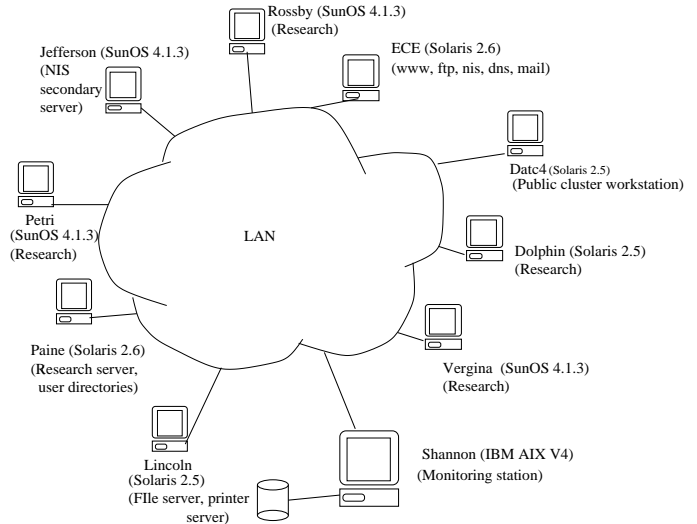 Rossby (SunOS 4.1.3)
(Research)
Jefferson (SunOS 4.1.3)
(NIS
secondary
server)
ECE (Solaris 2.6)
(www, ftp, nis, dns, mail)
Datc4 (Solaris 2.5)
(Public cluster workstation)
Petri
(SunOS 4.1.3)
(Research)
LAN
Dolphin (Solaris 2.5)
(Research)
Paine (Solaris 2.6)
(Research server,
user directories)
Vergina (SunOS 4.1.3)
(Research)
Lincoln
(Solaris 2.5)
(FIle server, printer
server)
Shannon (IBM AIX V4)
(Monitoring station)